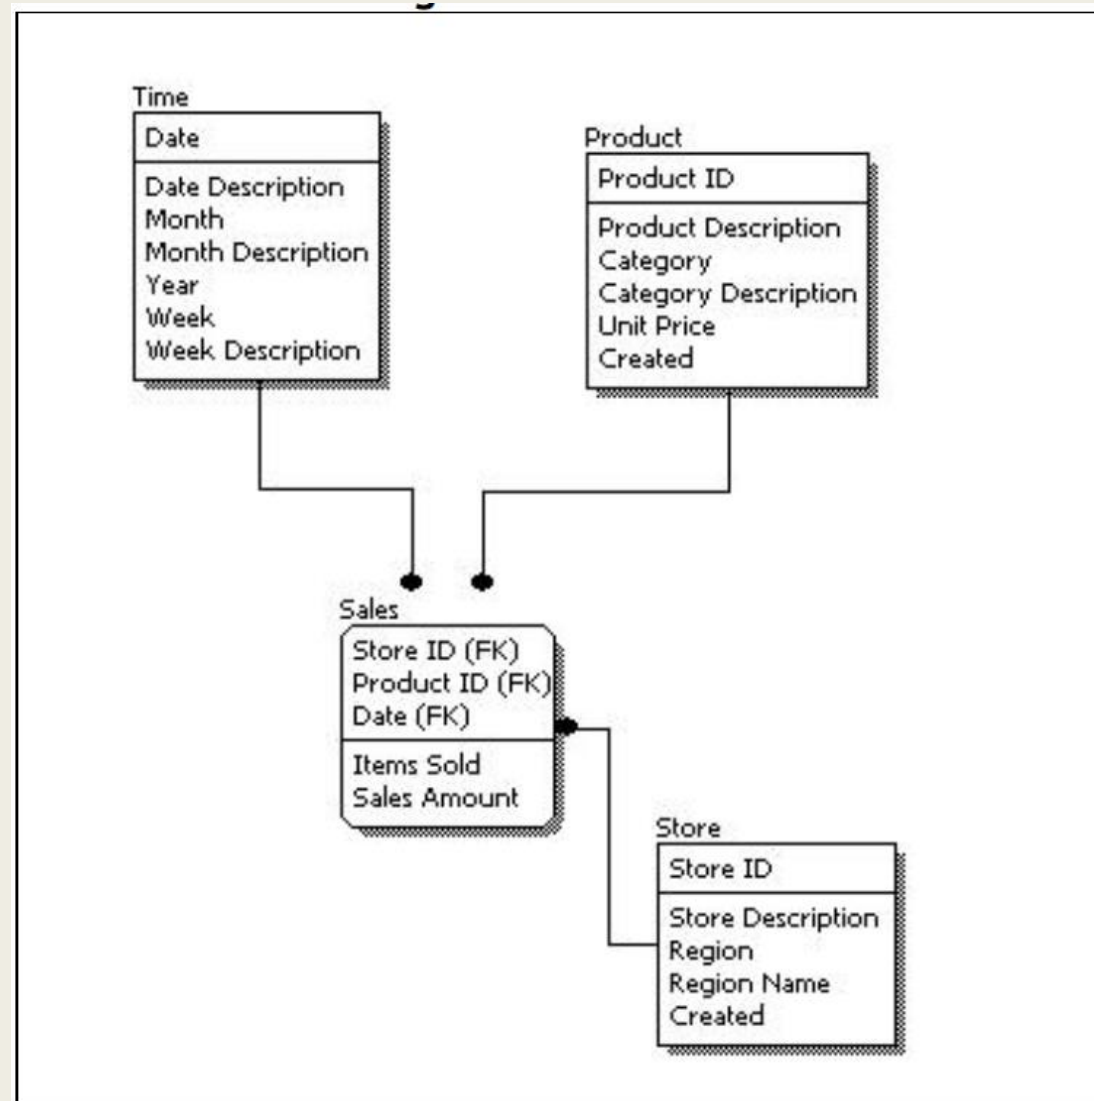 Time
Date
Date Description
Month
Month Description
Year
Week
Week Description
Product
Product ID
Product Description
Category
Category Description
Unit Price
Created
Sales
Store ID (FK)
Product ID (FK)
Date (FK)
Items Sold
Sales Amount
Store
Store ID
Store Description
Region
Region Name
Created